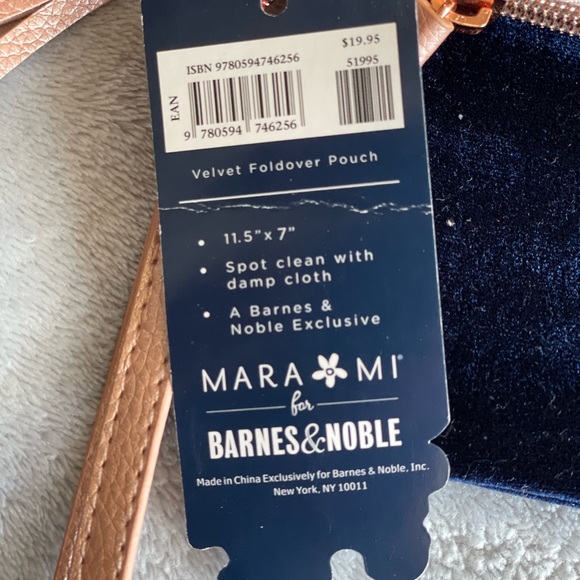 ISBN 9780594746256
$19.95
51995
EAN
9 780594 746256
Velvet Foldover Pouch
• 11.5" x 7"
• Spot clean with
damp cloth
• A Barnes &
Noble Exclusive
MARA MI®
for
BARNES&NOBLE
Made in China Exclusively for Barnes & Noble, Inc.
New York, NY 10011